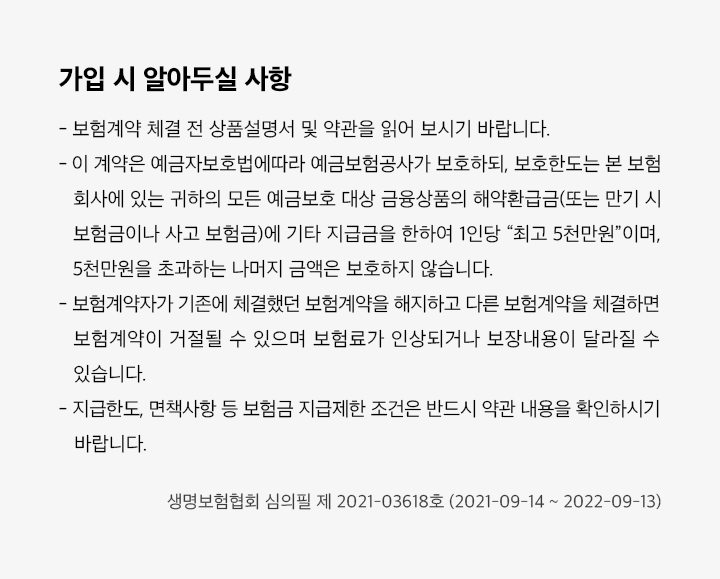 가입 시 알아두실 사항
- 보험계약 체결 전 상품설명서 및 약관을 읽어 보시기 바랍니다.
- 이 계약은 예금자보호법에따라 예금보험공사가 보호하되, 보호한도는 본 보험
회사에 있는 귀하의 모든 예금보호 대상 금융상품의 해약환급금(또는 만기 시
보험금이나 사고 보험금)에 기타 지급금을 한하여 1인당 “최고 5천만원”이며,
5천만원을 초과하는 나머지 금액은 보호하지 않습니다.
- 보험계약자가 기존에 체결했던 보험계약을 해지하고 다른 보험계약을 체결하면
보험계약이 거절될 수 있으며 보험료가 인상되거나 보장내용이 달라질 수
있습니다.
- 지급한도, 면책사항 등 보험금 지급제한 조건은 반드시 약관 내용을 확인하시기
바랍니다.
생명보험협회 심의필 제 2021-03618호 (2021-09-14 ~ 2022-09-13)